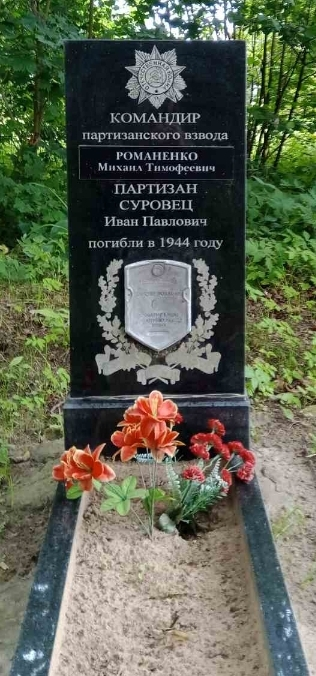 КОМАНДИР
партизанского взвода
РОМАНЕНКО
Михаил Тимофеевич
ПАРТИЗАН
СУРОВЕЦ
Иван Павлович
погибли в 1944 году